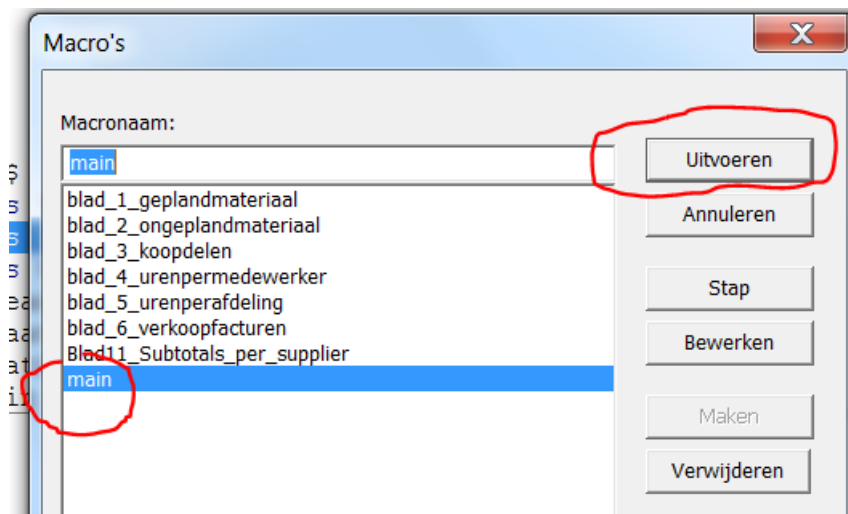 Macro's
Macronaam:
main
Uitvoeren
blad_1_geplandmateriaal
blad_2_ongeplandmateriaal
blad_3_koopdelen
blad_4_urenpermedewerker
blad_5_urenperafdeling
blad_6_verkoopfacturen
Blad11_Subtotals_per_supplier
main
Annuleren
Stap
Bewerken
Maken
Verwijderen